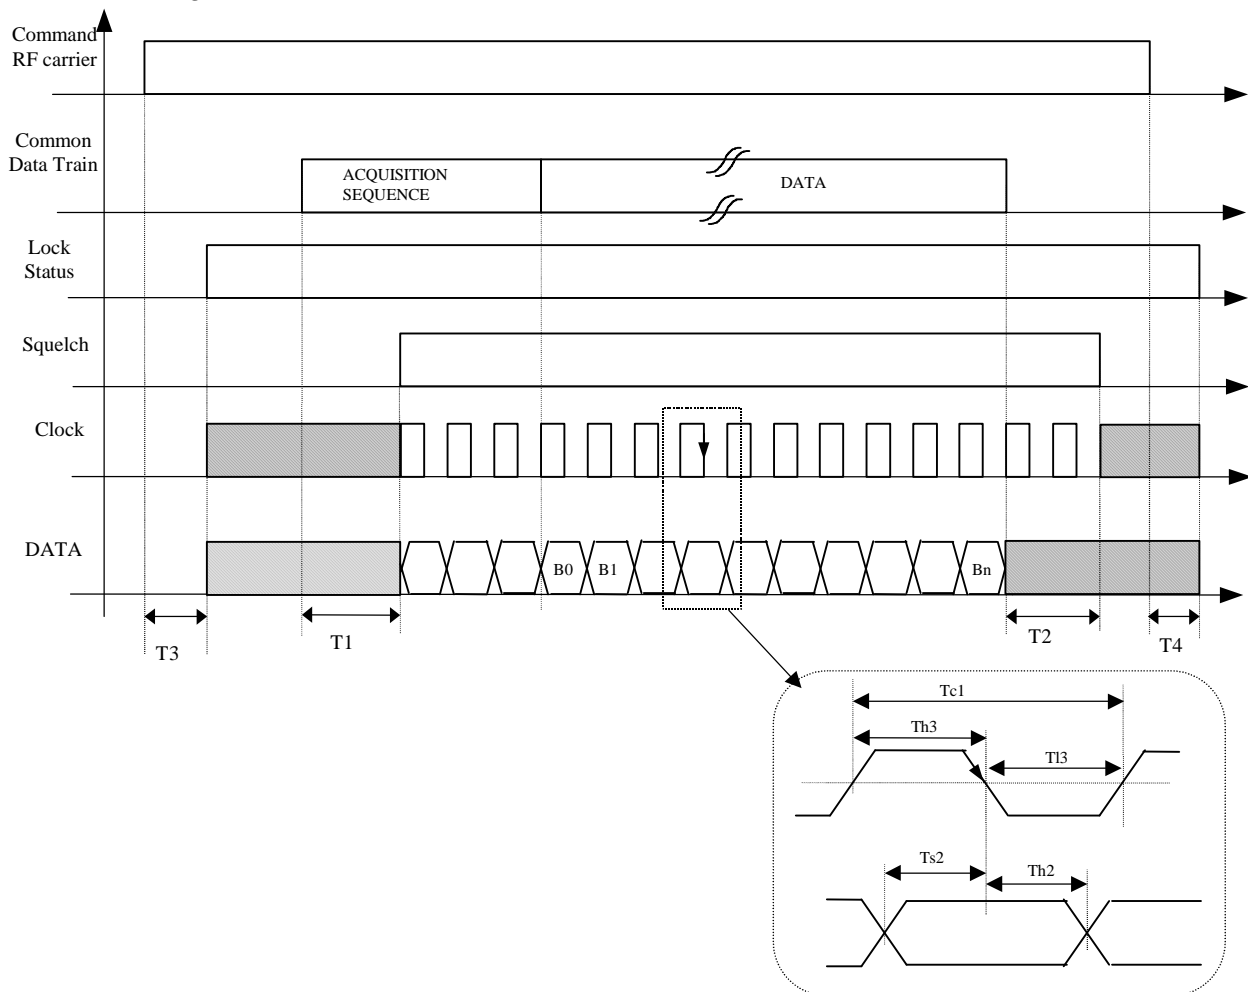 Command
RF carrier
Common
Data Train
ACQUISITION
SEQUENCE
DATA
Lock
Status
Squelch
Clock
DATA
B0
B1
Bn
T3
T1
T2
T4
Tc1
Th3
Tl3
Ts2
Th2